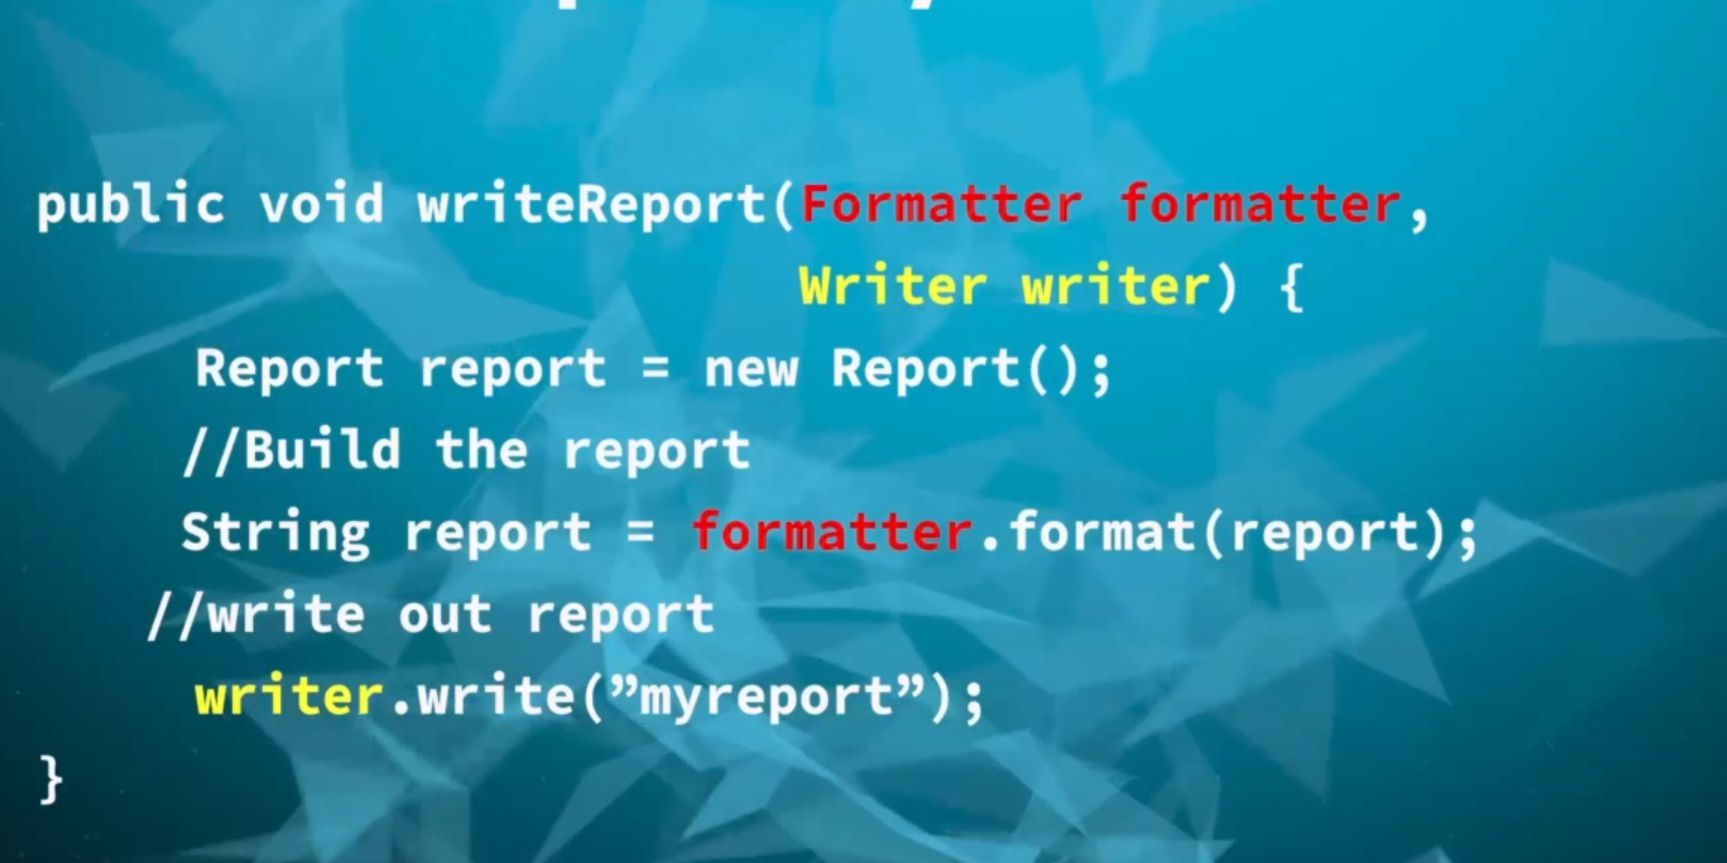 public void writeReport(Formatter formatter,
Writer writer) {
Report report = new Report();
//Build the report
String report = formatter.format(report);
//write out report
writer.write(”myreport”);
}